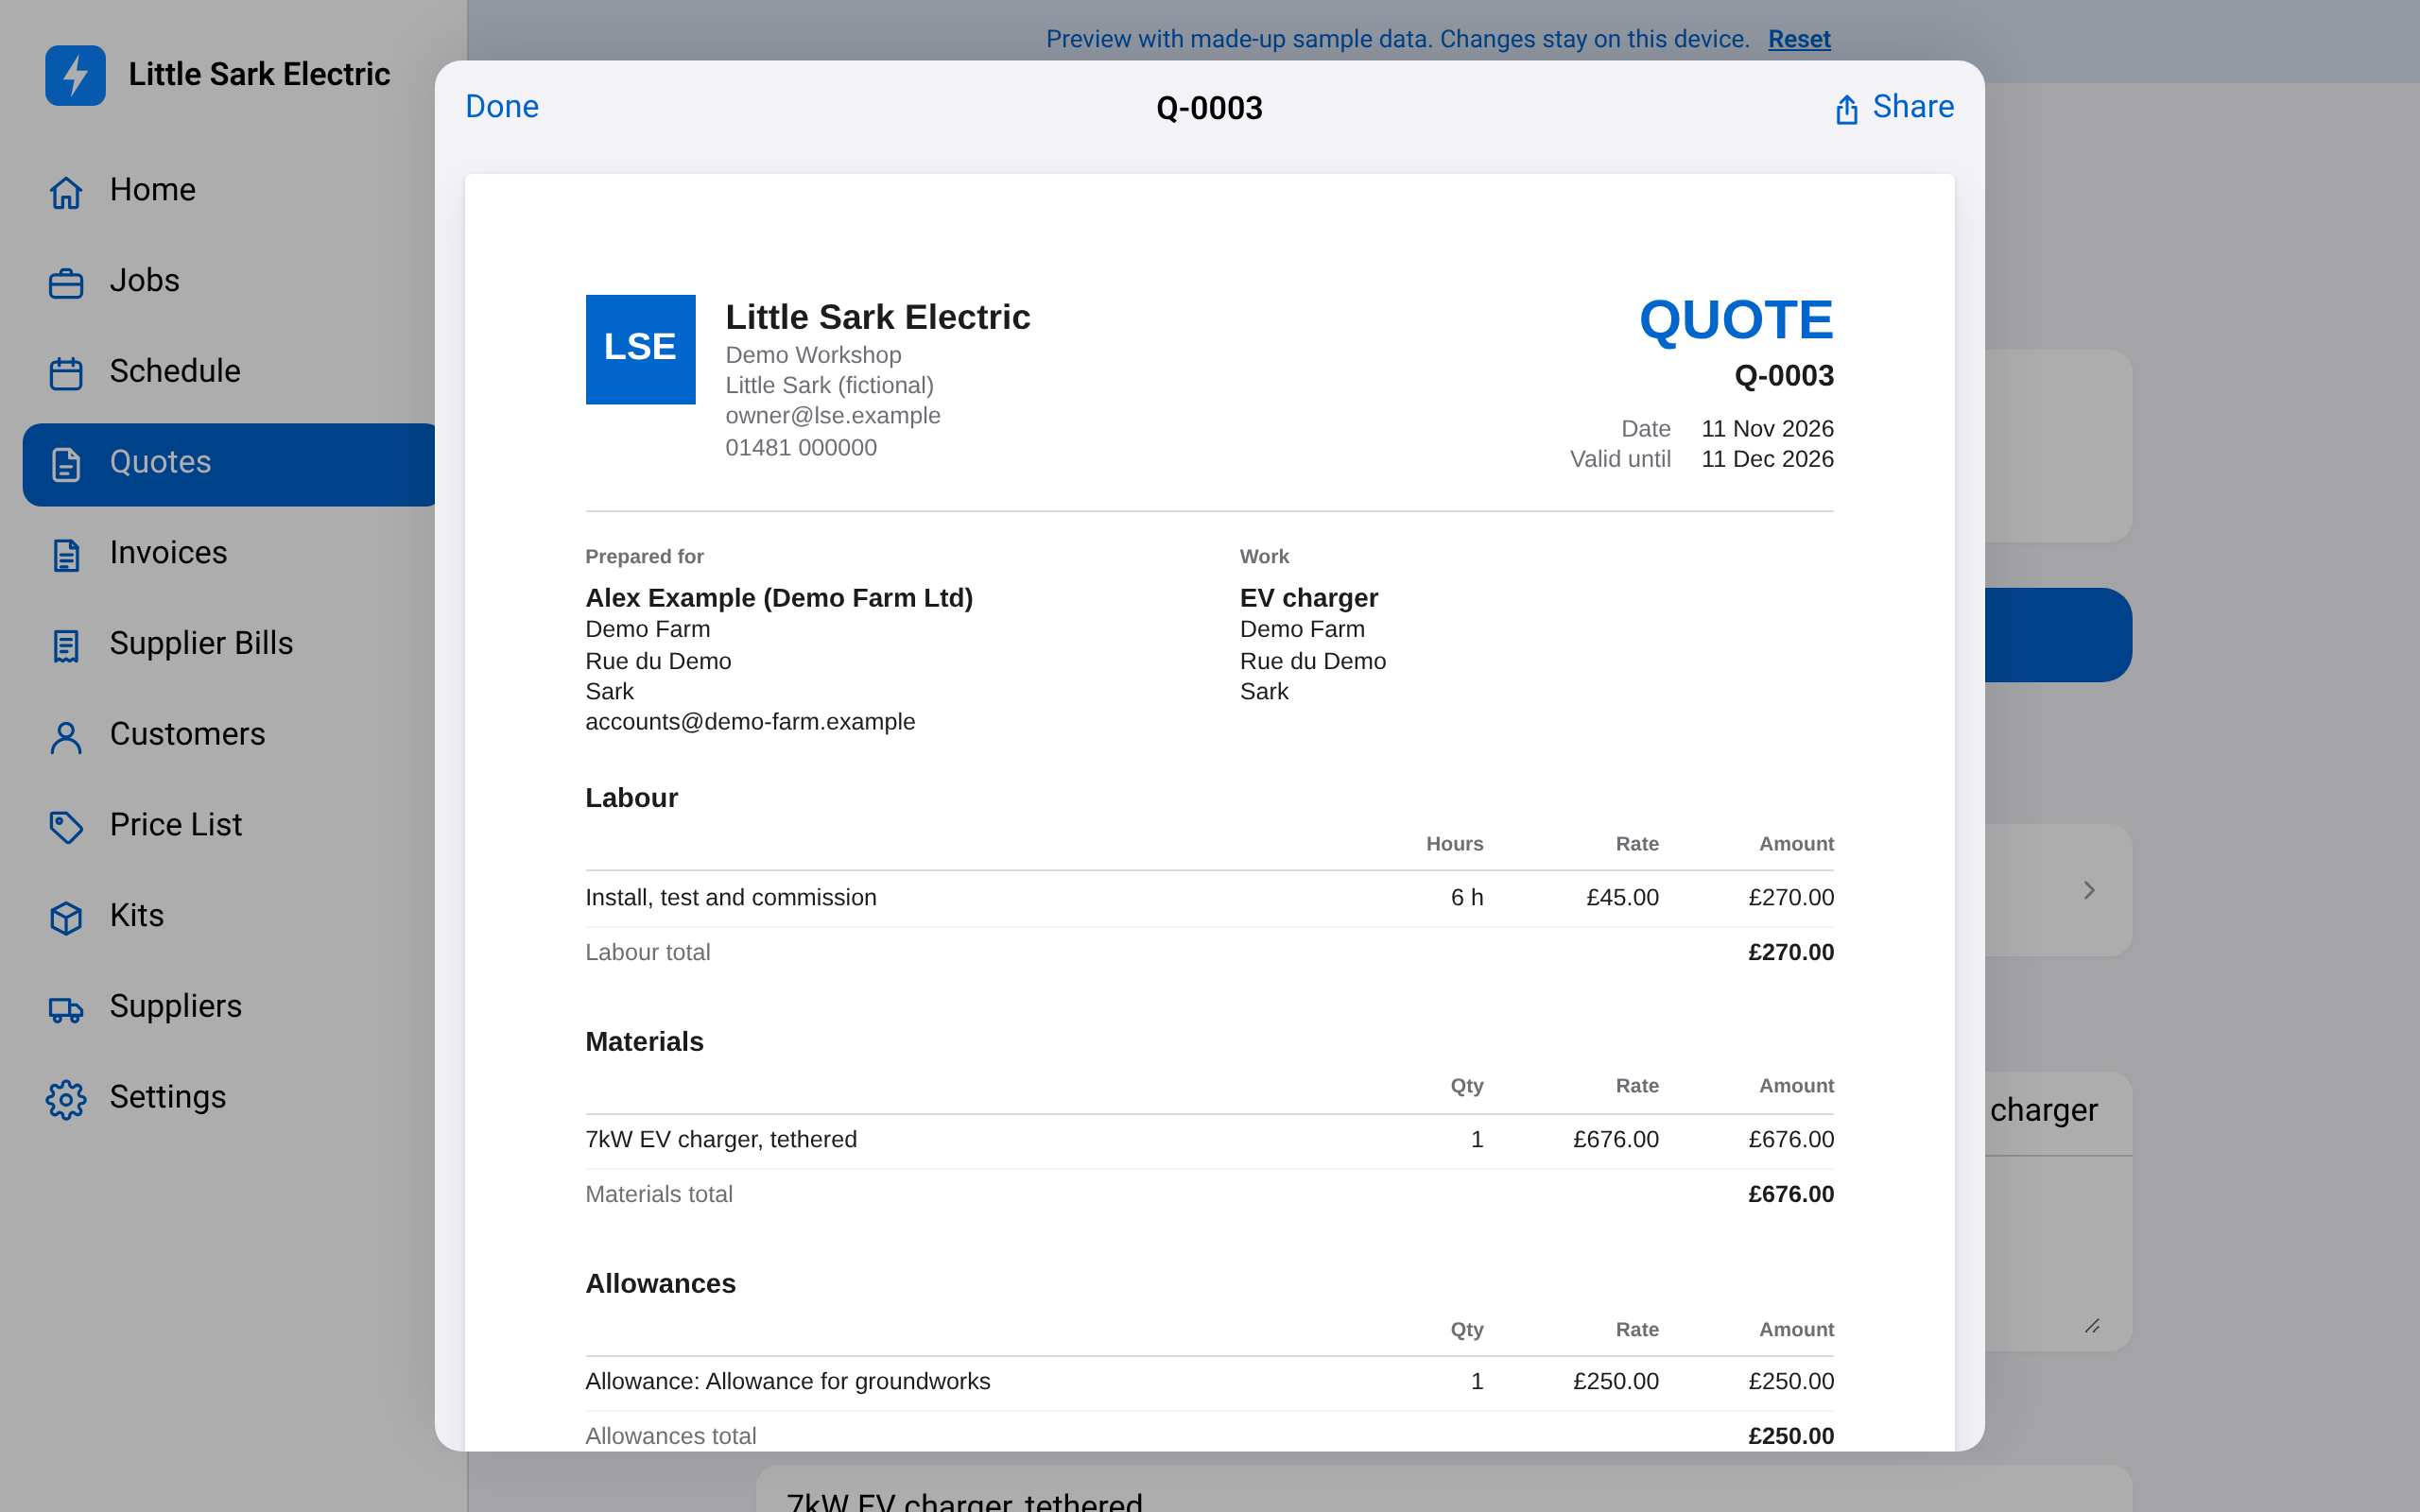 Little Sark Electric
Home
Jobs
Schedule
Quotes
Invoices
Supplier Bills
Customers
Price List
Kits
Suppliers
Settings
Preview with made-up sample data. Changes stay on this device. Reset
Done Q-0003 Share
LSE
Little Sark Electric
Demo Workshop
Little Sark (fictional)
owner@lse.example
01481 000000
QUOTE
Q-0003
Date 11 Nov 2026
Valid until 11 Dec 2026
Prepared for
Alex Example (Demo Farm Ltd)
Demo Farm
Rue du Demo
Sark
accounts@demo-farm.example
Work
EV charger
Demo Farm
Rue du Demo
Sark
Labour
Hours Rate Amount
Install, test and commission 6 h £45.00 £270.00
Labour total £270.00
Materials
Qty Rate Amount
7kW EV charger, tethered 1 £676.00 £676.00
Materials total £676.00
Allowances
Qty Rate Amount
Allowance: Allowance for groundworks 1 £250.00 £250.00
Allowances total £250.00
charger
7kW EV charger, tethered